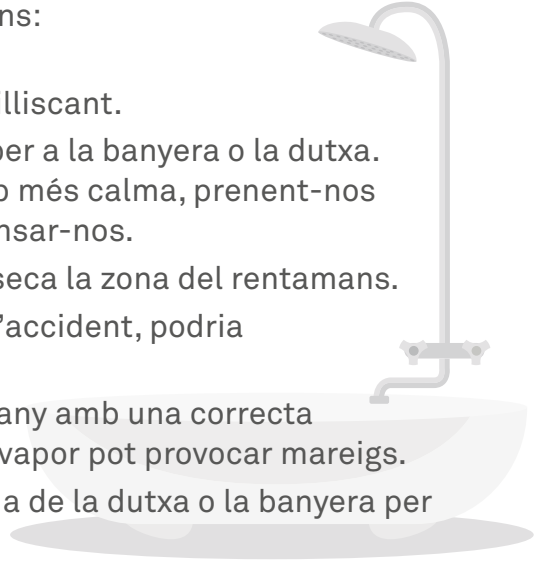 ns:
illiscant.
per a la banyera o la dutxa.
més calma, prenent-nos
nsar-nos.
seca la zona del rentamans.
l’accident, podria
any amb una correcta
vapor pot provocar mareigs.
a de la dutxa o la banyera per